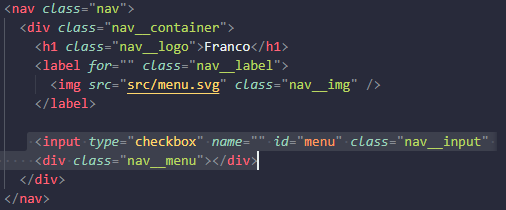 <nav class="nav">
<div class="nav__container">
<h1 class="nav__logo">Franco</h1>
<label for="" class="nav__label">
<img src="src/menu.svg" class="nav__img" />
</label>
<input type="checkbox" name="" id="menu" class="nav__input"
<div class="nav__menu"></div>
</div>
</nav>